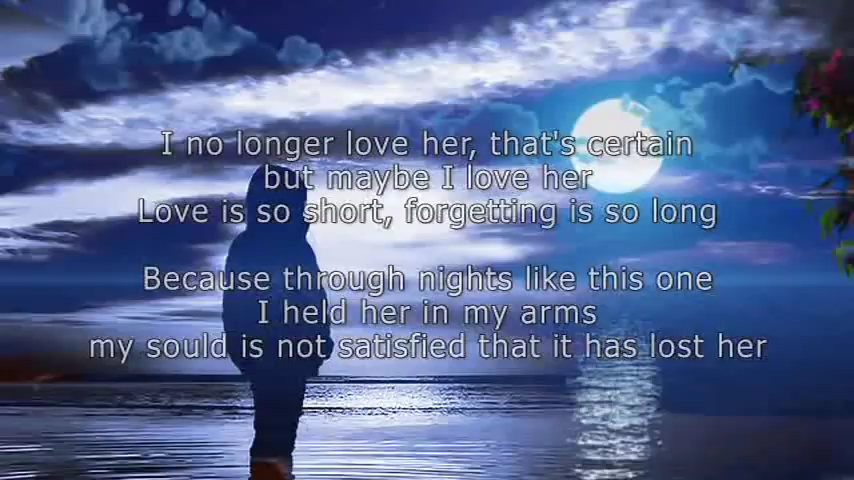 I no longer love her, that's certain
but maybe I love her
Love is so short, forgetting is so long
Because through nights like this one
I held her in my arms
my sould is not satisfied that it has lost her